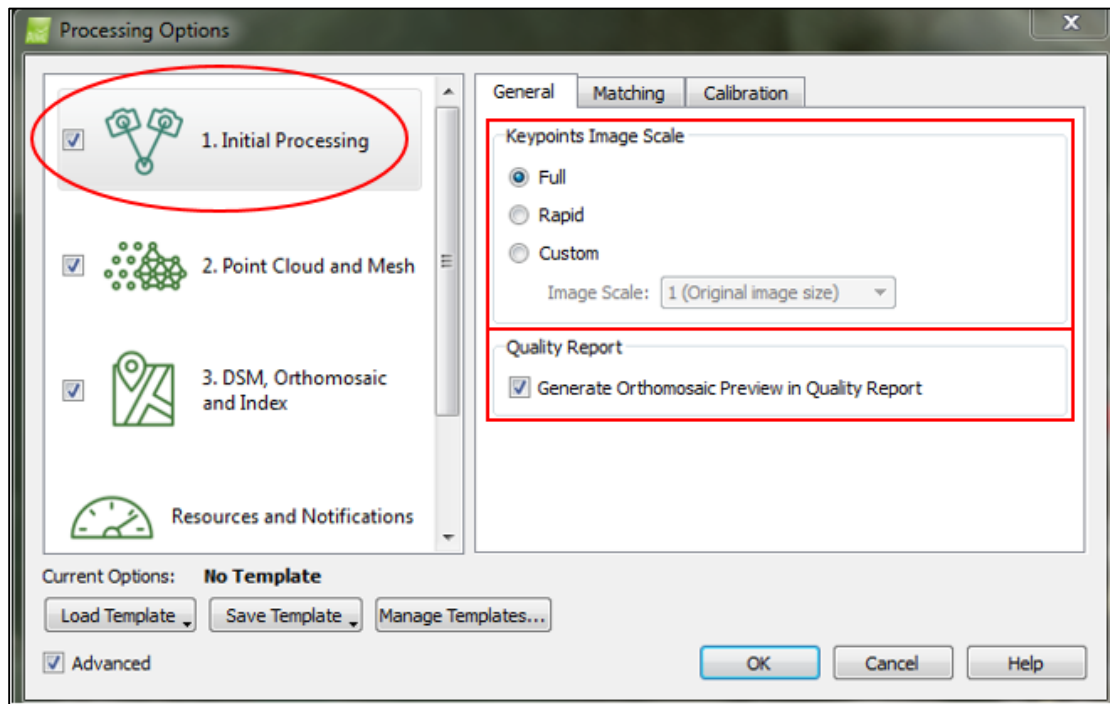 Processing Options
X
1. Initial Processing
2. Point Cloud and Mesh
3. DSM, Orthomosaic
and Index
Resources and Notifications
General Matching Calibration
Keypoints Image Scale
Full
Rapid
Custom
Image Scale: 1 (Original image size)
Quality Report
Generate Orthomosaic Preview in Quality Report
Current Options: No Template
Load Template Save Template Manage Templates...
Advanced
OK Cancel Help